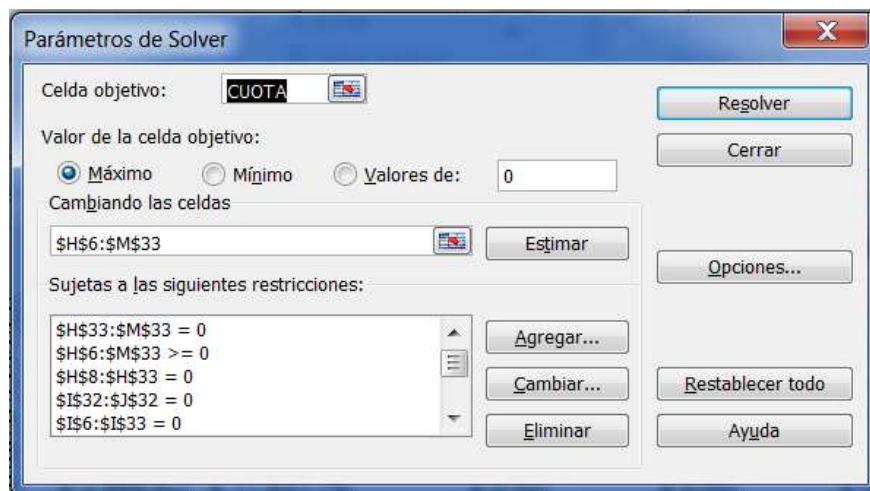 Parámetros de Solver
X
Celda objetivo: CUOTA
Resolver
Valor de la celda objetivo:
Cerrar
Máximo Mínimo Valores de: 0
Cambiando las celdas
$H$6:$M$33 Estimar
Opciones...
Sujetas a las siguientes restricciones:
$H$33:$M$33 = 0
Agregar...
$H$6:$M$33 >= 0
$H$8:$H$33 = 0
Cambiar... Restablecer todo
$I$32:$J$32 = 0
$I$6:$I$33 = 0
Eliminar Ayuda